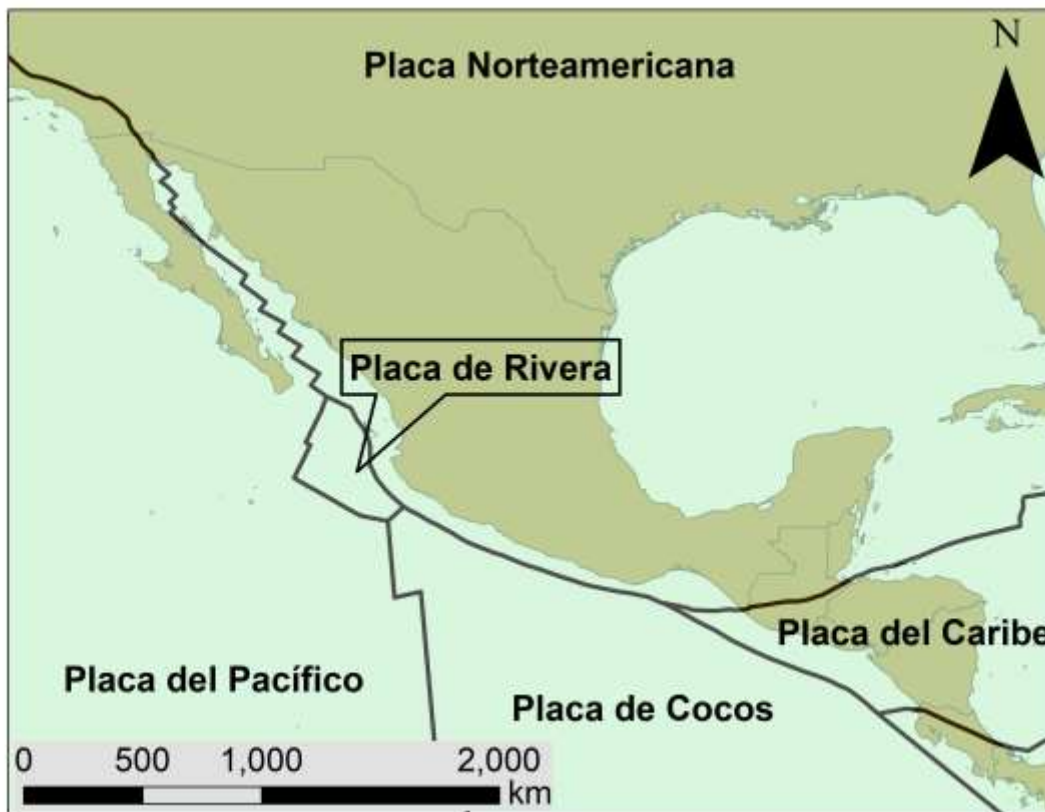 Placa Norteamericana
N
Placa de Rivera
Placa del Caribe
Placa del Pacífico
Placa de Cocos
0 500 1,000 2,000
km